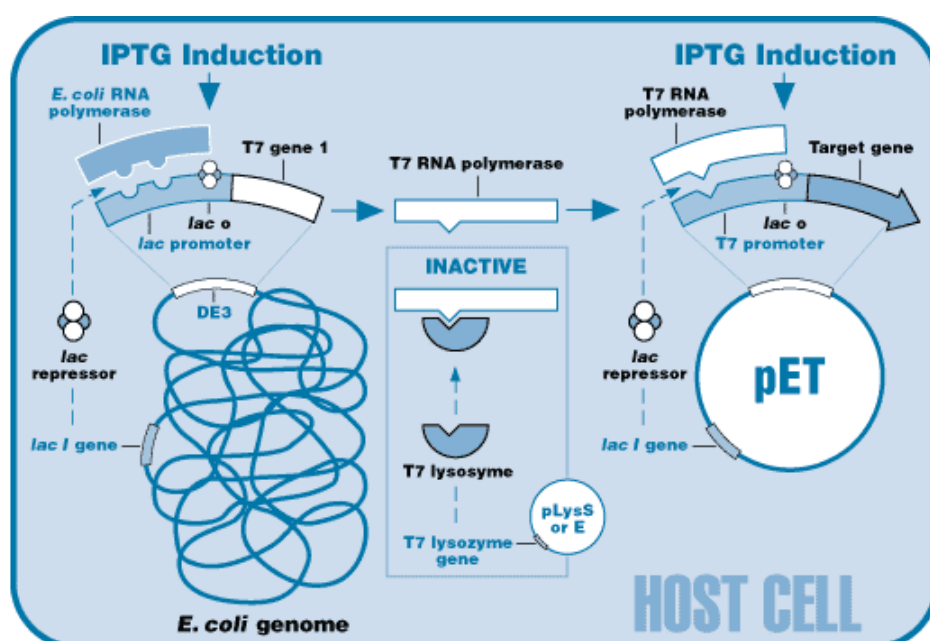 IPTG Induction
E. coli RNA
polymerase
T7 gene 1
lac o
lac promoter
DE3
lac
repressor
lac I gene
E. coli genome
T7 RNA polymerase
INACTIVE
T7 lysosyme
T7 lysozyme
gene
pLysS
or E
IPTG Induction
T7 RNA
polymerase
Target gene
lac o
T7 promoter
lac
repressor
lac I gene
pET
HOST CELL